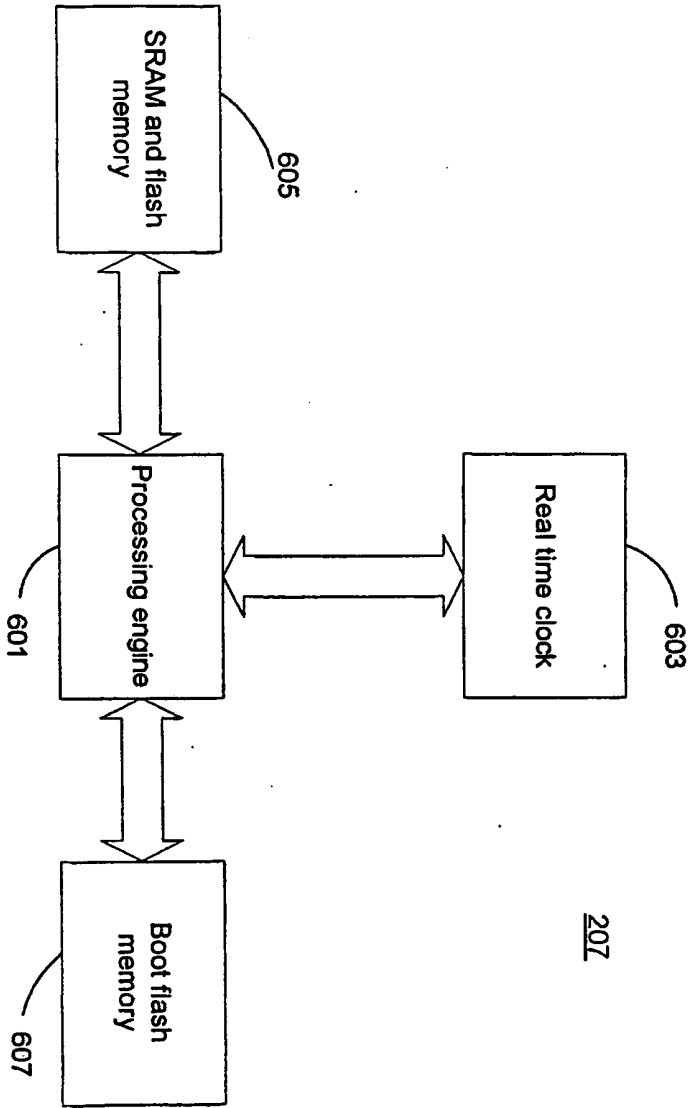 207
603
Real time clock
605
SRAM and flash
memory
Processing engine
601
Boot flash
memory
607